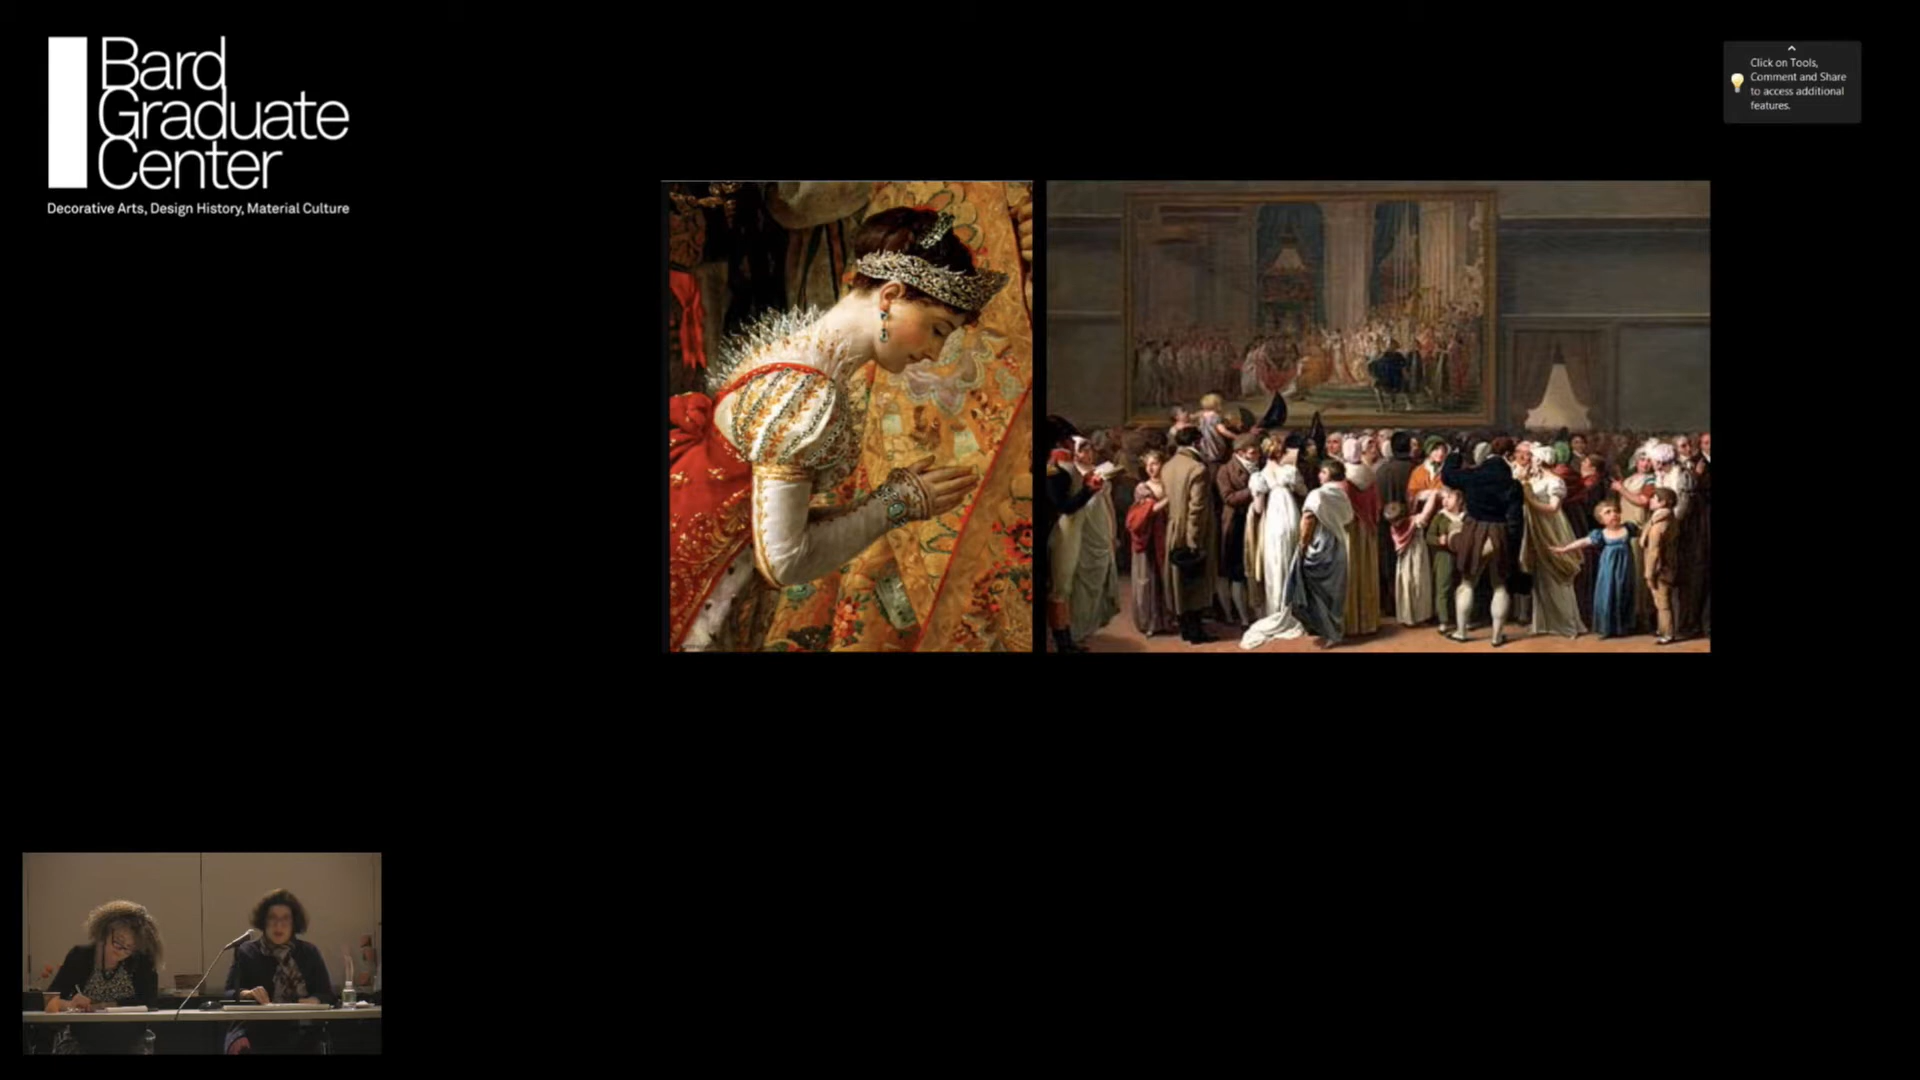 Bard
Graduate
Center
Decorative Arts, Design History, Material Culture
Click on Tools,
Comment and Share
to access additional
features.